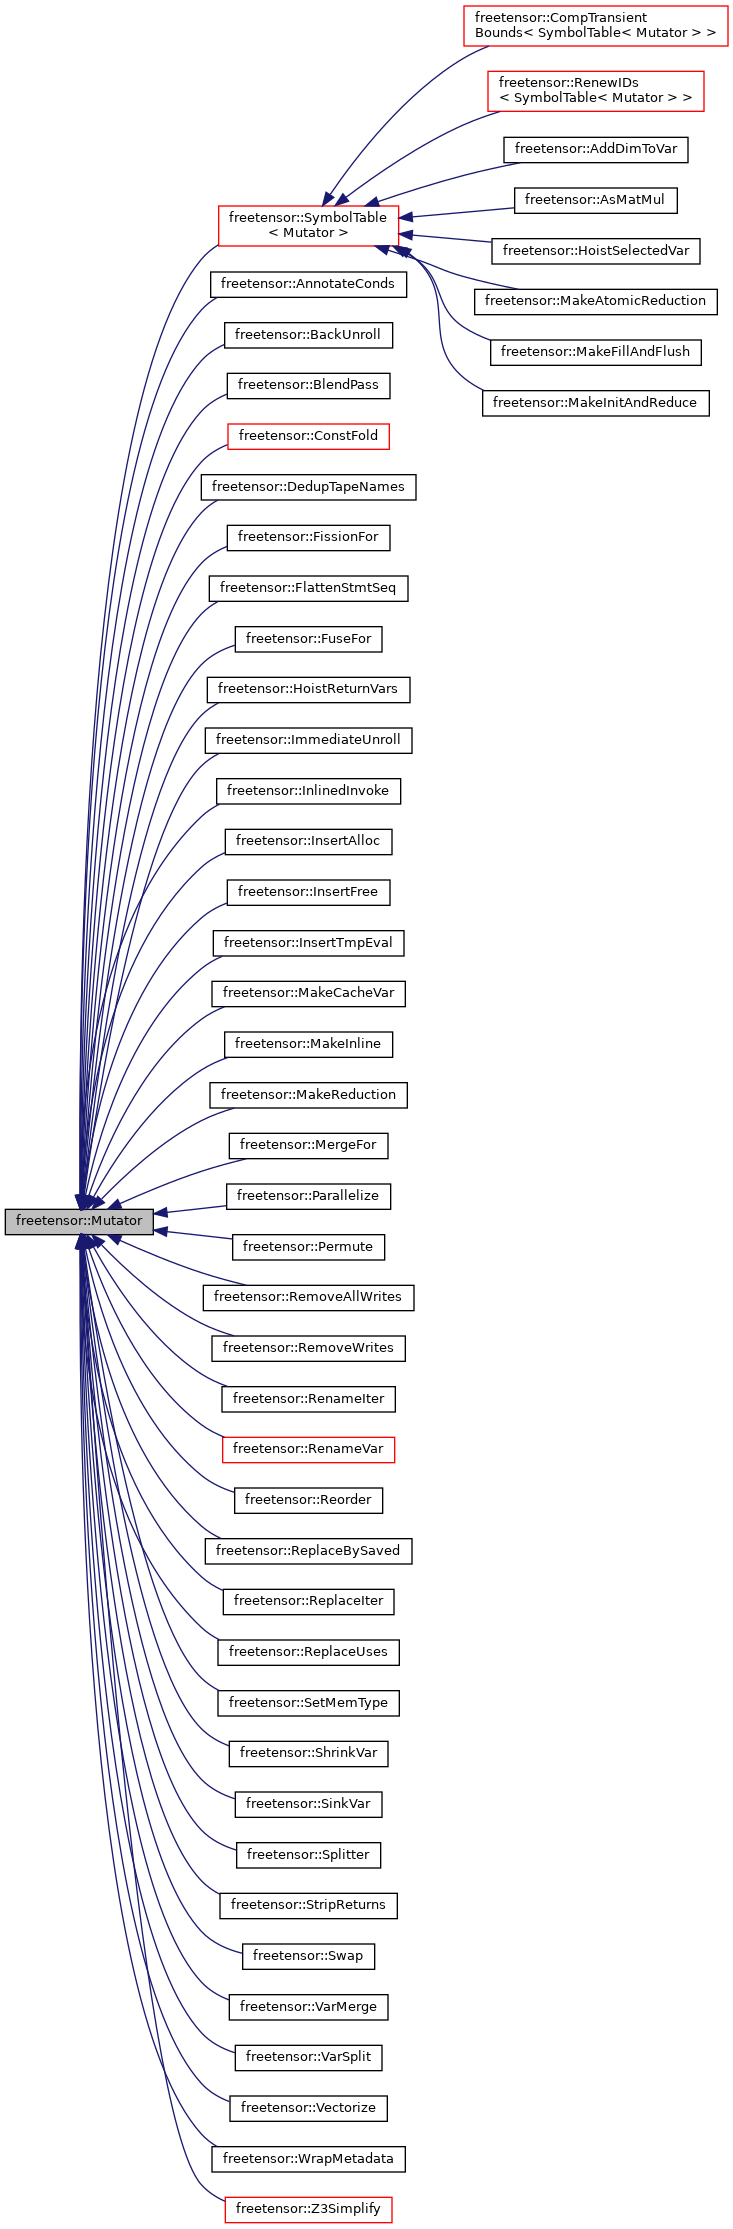 freetensor::CompTransient
Bounds< SymbolTable< Mutator > >
freetensor::RenewIDs
< SymbolTable< Mutator > >
freetensor::AddDimToVar
freetensor::AsMatMul
freetensor::SymbolTable
< Mutator >
freetensor::HoistSelectedVar
freetensor::AnnotateConds
freetensor::MakeAtomicReduction
freetensor::BackUnroll
freetensor::MakeFillAndFlush
freetensor::BlendPass
freetensor::MakeInitAndReduce
freetensor::ConstFold
freetensor::DedupTapeNames
freetensor::FissionFor
freetensor::FlattenStmtSeq
freetensor::FuseFor
freetensor::HoistReturnVars
freetensor::ImmediateUnroll
freetensor::InlinedInvoke
freetensor::InsertAlloc
freetensor::InsertFree
freetensor::InsertTmpEval
freetensor::MakeCacheVar
freetensor::MakeInline
freetensor::MakeReduction
freetensor::MergeFor
freetensor::Parallelize
freetensor::Mutator
freetensor::Permute
freetensor::RemoveAllWrites
freetensor::RemoveWrites
freetensor::RenameIter
freetensor::RenameVar
freetensor::Reorder
freetensor::ReplaceBySaved
freetensor::ReplaceIter
freetensor::ReplaceUses
freetensor::SetMemType
freetensor::ShrinkVar
freetensor::SinkVar
freetensor::Splitter
freetensor::StripReturns
freetensor::Swap
freetensor::VarMerge
freetensor::VarSplit
freetensor::Vectorize
freetensor::WrapMetadata
freetensor::Z3Simplify